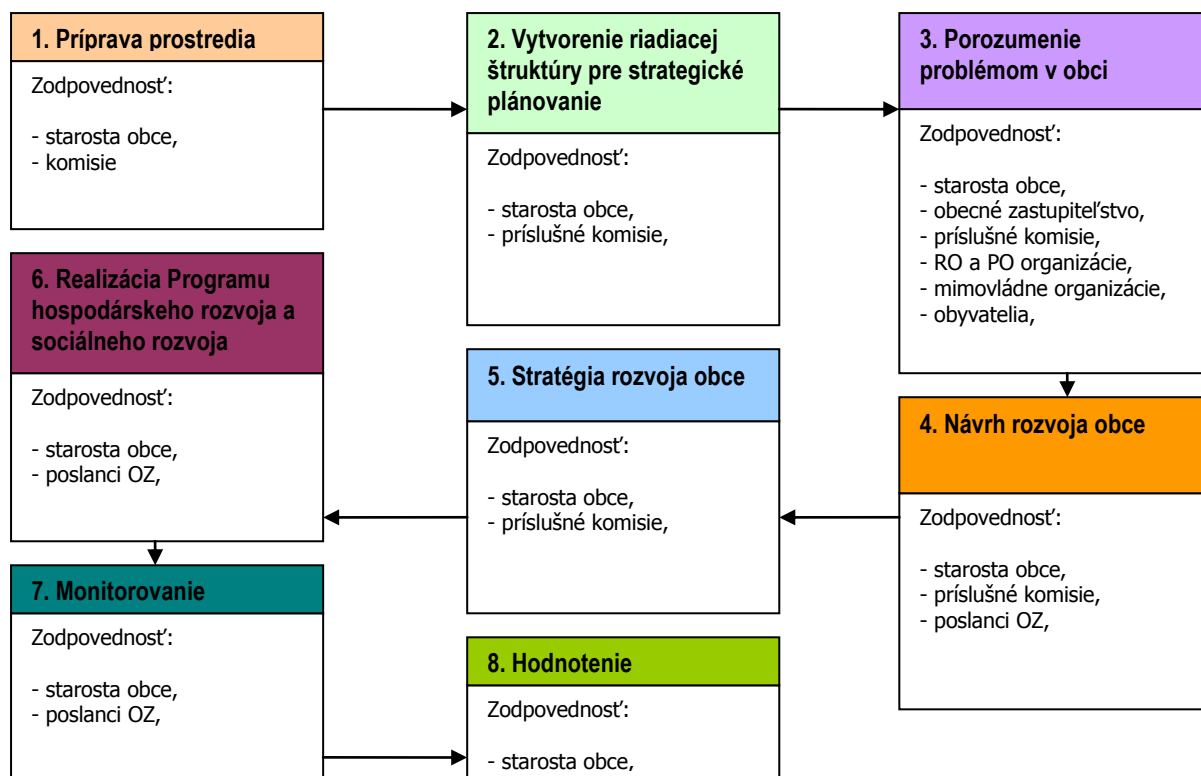 1. Príprava prostredia
Zodpovednosť:
- starosta obce,
- komisie
2. Vytvorenie riadiacej
štruktúry pre strategické
plánovanie
Zodpovednosť:
- starosta obce,
- príslušné komisie,
3. Porozumenie
problémom v obci
Zodpovednosť:
- starosta obce,
- obecné zastupiteľstvo,
- príslušné komisie,
- RO a PO organizácie,
- mimovládne organizácie,
- obyvatelia,
4. Návrh rozvoja obce
Zodpovednosť:
- starosta obce,
- príslušné komisie,
- poslanci OZ,
5. Stratégia rozvoja obce
Zodpovednosť:
- starosta obce,
- príslušné komisie,
6. Realizácia Programu
hospodárskeho rozvoja a
sociálneho rozvoja
Zodpovednosť:
- starosta obce,
- poslanci OZ,
7. Monitorovanie
Zodpovednosť:
- starosta obce,
- poslanci OZ,
8. Hodnotenie
Zodpovednosť:
- starosta obce,